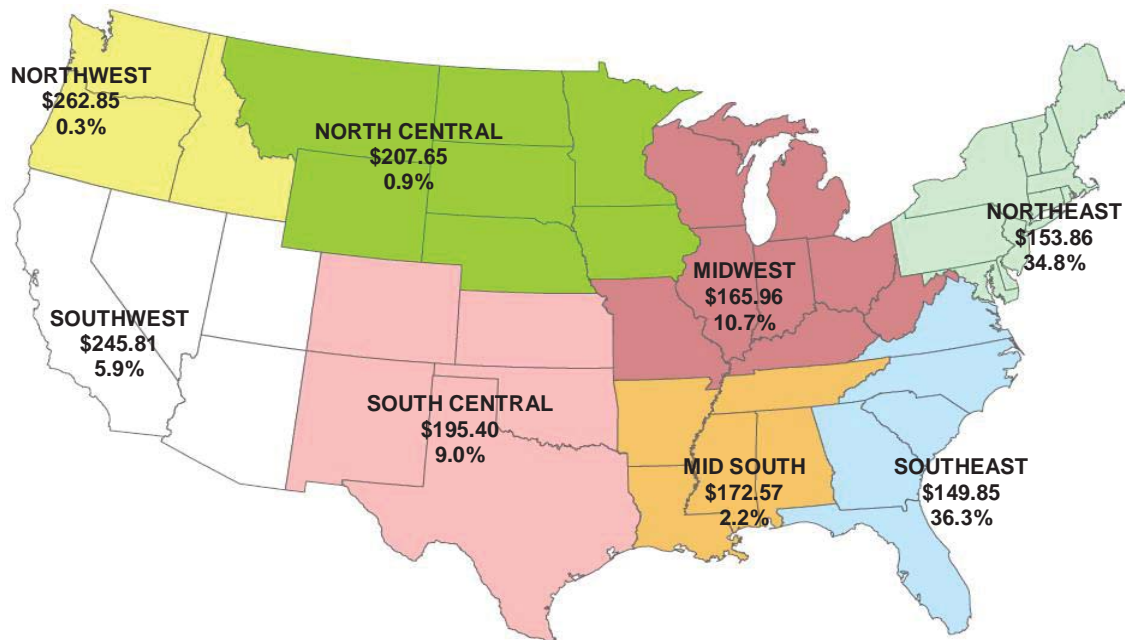 NORTHWEST
$262.85
0.3%
NORTH CENTRAL
$207.65
0.9%
NORTHEAST
$153.86
34.8%
MIDWEST
$165.96
10.7%
SOUTHWEST
$245.81
5.9%
SOUTH CENTRAL
$195.40
9.0%
MID SOUTH
$172.57
2.2%
SOUTHEAST
$149.85
36.3%